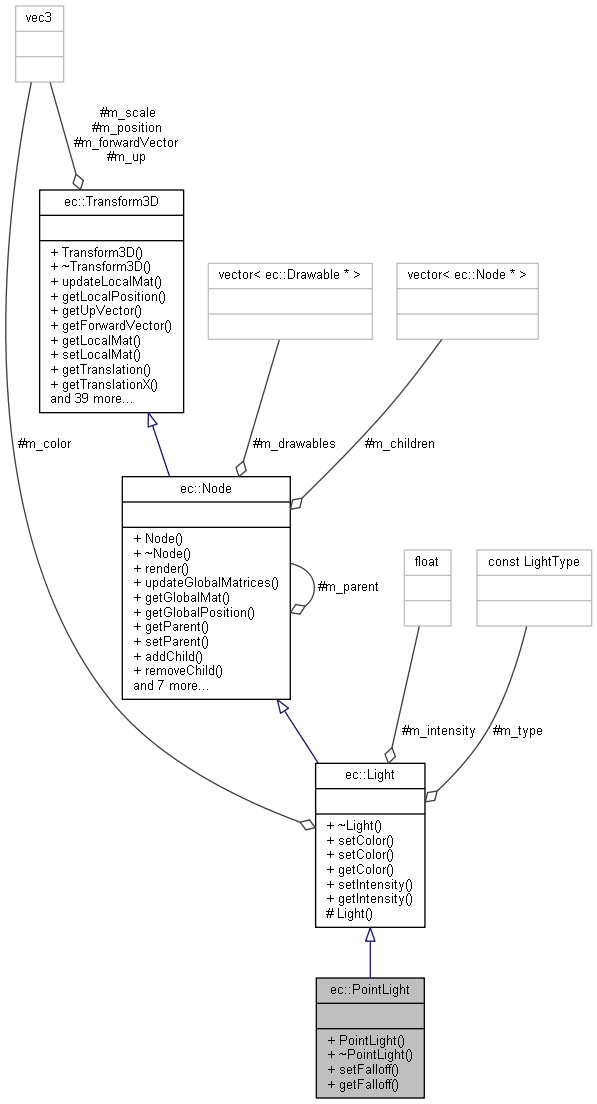 vec3
#m_scale
#m_position
#m_forwardVector
#m_up
ec::Transform3D
+ Transform3D()
+ ~Transform3D()
+ updateLocalMat()
+ getLocalPosition()
+ getUpVector()
+ getForwardVector()
+ getLocalMat()
+ setLocalMat()
+ getTranslation()
+ getTranslationX()
and 39 more...
vector< ec::Drawable * >
vector< ec::Node * >
#m_color
#m_drawables
#m_children
ec::Node
+ Node()
+ ~Node()
+ render()
+ updateGlobalMatrices()
+ getGlobalMat()
+ getGlobalPosition()
+ getParent()
+ setParent()
+ addChild()
+ removeChild()
and 7 more...
#m_parent
float
const LightType
#m_intensity
#m_type
ec::Light
+ ~Light()
+ setColor()
+ setColor()
+ getColor()
+ setIntensity()
+ getIntensity()
# Light()
ec::PointLight
+ PointLight()
+ ~PointLight()
+ setFalloff()
+ getFalloff()